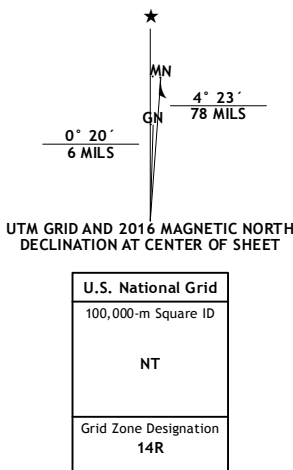 ★
MN
4° 23´
78 MILS
GN
0° 20´
6 MILS
UTM GRID AND 2016 MAGNETIC NORTH
DECLINATION AT CENTER OF SHEET
U.S. National Grid
100,000-m Square ID
NT
Grid Zone Designation
14R